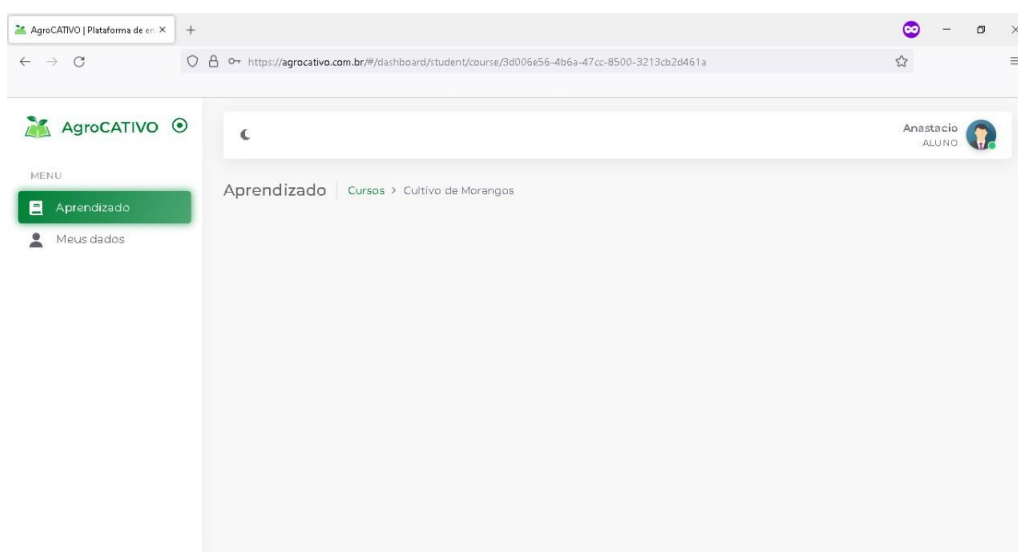 AgroCATIVO | Plataforma de en
https://agrocativo.com.br/#/dashboard/student/course/3d006e56-4b6a-47cc-8500-3213cb2d461a
AgroCATIVO
Anastacio
ALUNO
MENU
Aprendizado
Meus dados
Aprendizado
Cursos > Cultivo de Morangos